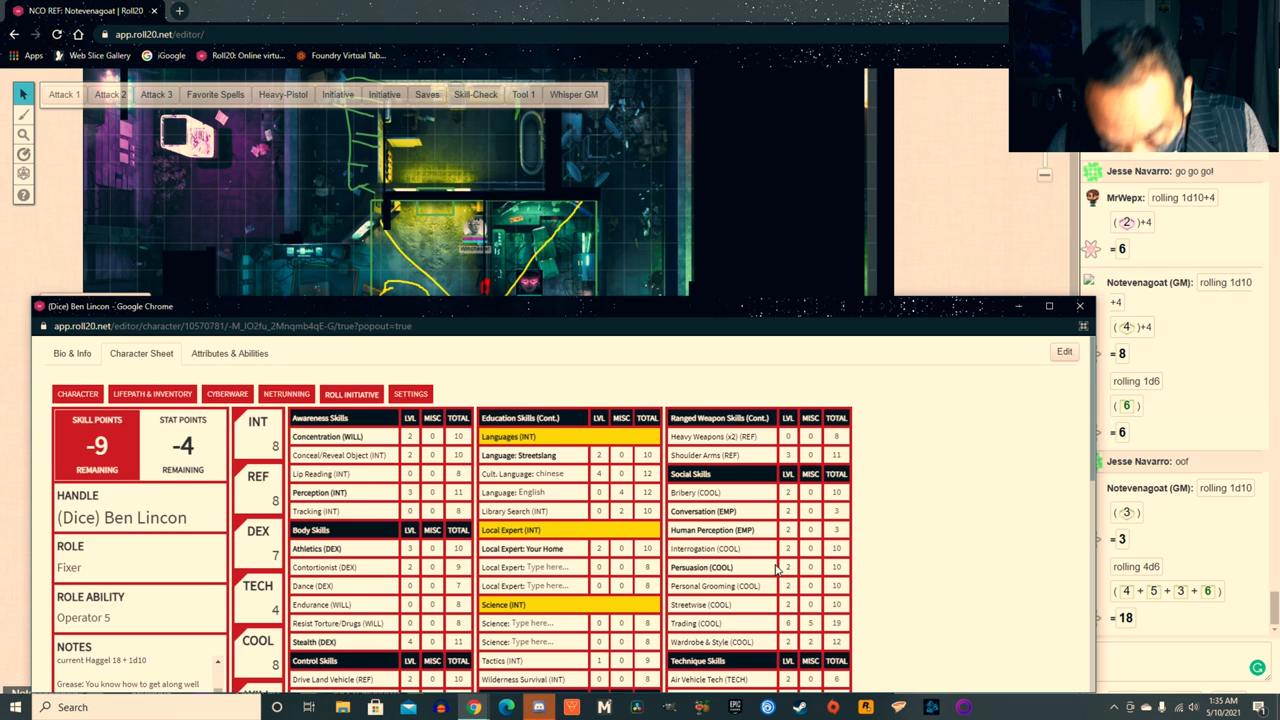 NCO REF: Notevenagoat | Roll20
app.roll20.net/editor/
Apps Web Slice Gallery iGoogle Roll20: Online virtu... Foundry Virtual Tab...
Attack 1 Attack 2 Attack 3 Favorite Spells Heavy-Pistol Initiative Initiative Saves Skill-Check Tool 1 Whisper GM
Jesse Navarro: go go go!
MrWepx: rolling 1d10+4
(2)+4
= 6
Notevenagoat (GM): rolling 1d10
+4
(4)+4
= 8
rolling 1d6
(6)
= 6
Jesse Navarro: oof
Notevenagoat (GM): rolling 1d10
(3)
= 3
rolling 4d6
(4 + 5 + 3 + 6)
= 18
(Dice) Ben Lincon - Google Chrome
app.roll20.net/editor/character/10570781/-M_IO2fu_2Mnqmb4qE-G/true?popout=true
Bio & Info Character Sheet Attributes & Abilities Edit
CHARACTER LIFEPATH & INVENTORY CYBERWARE NETRUNNING ROLL INITIATIVE SETTINGS
SKILL POINTS
-9
REMAINING
STAT POINTS
-4
REMAINING
HANDLE
(Dice) Ben Lincon
ROLE
Fixer
ROLE ABILITY
Operator 5
NOTES
current Haggel 18 + 1d10
Grease: You know how to get along well
INT
8
REF
8
DEX
7
TECH
4
COOL
8
Awareness Skills LVL MISC TOTAL
Concentration (WILL) 2 0 10
Conceal/Reveal Object (INT) 2 0 10
Lip Reading (INT) 0 0 8
Perception (INT) 3 0 11
Tracking (INT) 0 0 8
Body Skills LVL MISC TOTAL
Athletics (DEX) 3 0 10
Contortionist (DEX) 2 0 9
Dance (DEX) 0 0 7
Endurance (WILL) 0 0 8
Resist Torture/Drugs (WILL) 0 0 8
Stealth (DEX) 4 0 11
Control Skills LVL MISC TOTAL
Drive Land Vehicle (REF) 2 0 10
Education Skills (Cont.) LVL MISC TOTAL
Languages (INT)
Language: Streetslang 2 0 10
Cult. Language: chinese 4 0 12
Language: English 0 4 12
Library Search (INT) 0 2 10
Local Expert (INT)
Local Expert: Your Home 2 0 10
Local Expert: Type here... 0 0 8
Local Expert: Type here... 0 0 8
Science (INT)
Science: Type here... 0 0 8
Science: Type here... 0 0 8
Tactics (INT) 1 0 9
Wilderness Survival (INT) 0 0 8
Ranged Weapon Skills (Cont.) LVL MISC TOTAL
Heavy Weapons (x2) (REF) 0 0 8
Shoulder Arms (REF) 3 0 11
Social Skills LVL MISC TOTAL
Bribery (COOL) 2 0 10
Conversation (EMP) 2 0 3
Human Perception (EMP) 2 0 3
Interrogation (COOL) 2 0 10
Persuasion (COOL) 2 0 10
Personal Grooming (COOL) 2 0 10
Streetwise (COOL) 2 0 10
Trading (COOL) 6 5 19
Wardrobe & Style (COOL) 2 2 12
Technique Skills LVL MISC TOTAL
Air Vehicle Tech (TECH) 2 0 6
Search
1:35 AM
5/10/2021